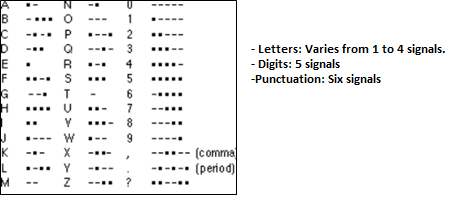 A ▪- N -▪ 0 -----
B -▪▪▪ O --- 1 ▪----
C -▪-▪ P ▪--▪ 2 ▪▪---
D -▪▪ Q --▪- 3 ▪▪▪--
E ▪ R ▪-▪ 4 ▪▪▪▪-
F ▪▪-▪ S ▪▪▪ 5 ▪▪▪▪▪
G --▪ T - 6 -▪▪▪▪
H ▪▪▪▪ U ▪▪- 7 --▪▪▪
I ▪▪ V ▪▪▪- 8 ---▪▪
J ▪--- W ▪-- 9 ----▪
K -▪- X -▪▪- , --▪▪-- (comma
L ▪-▪▪ Y -▪-- . ▪-▪-▪- (period)
M -- Z --▪▪ ? ▪▪--▪▪
- Letters: Varies from 1 to 4 signals.
- Digits: 5 signals
-Punctuation: Six signals